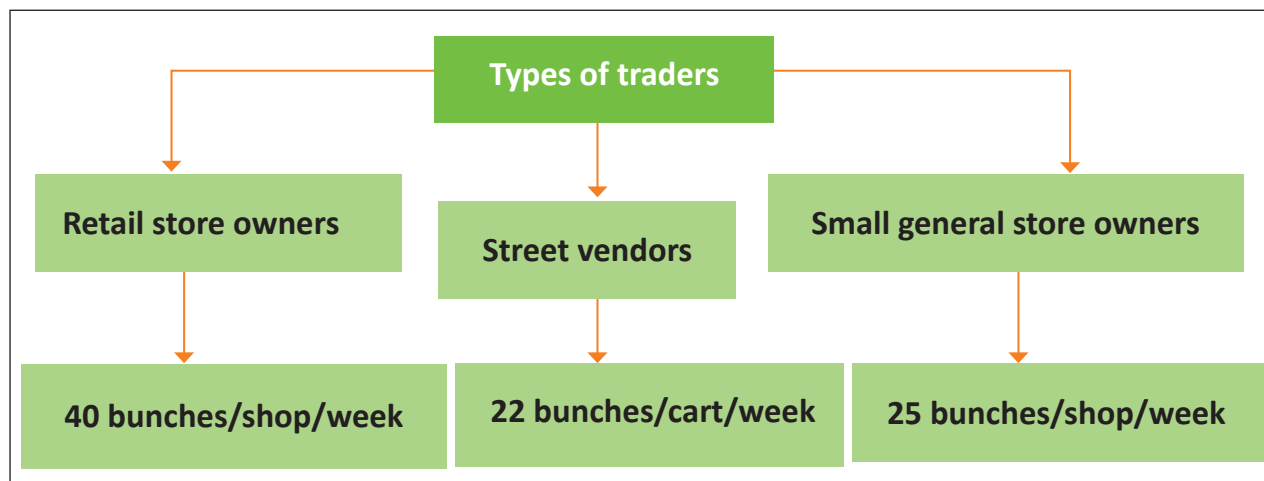 Types of traders
Retail store owners
Street vendors
Small general store owners
40 bunches/shop/week
22 bunches/cart/week
25 bunches/shop/week